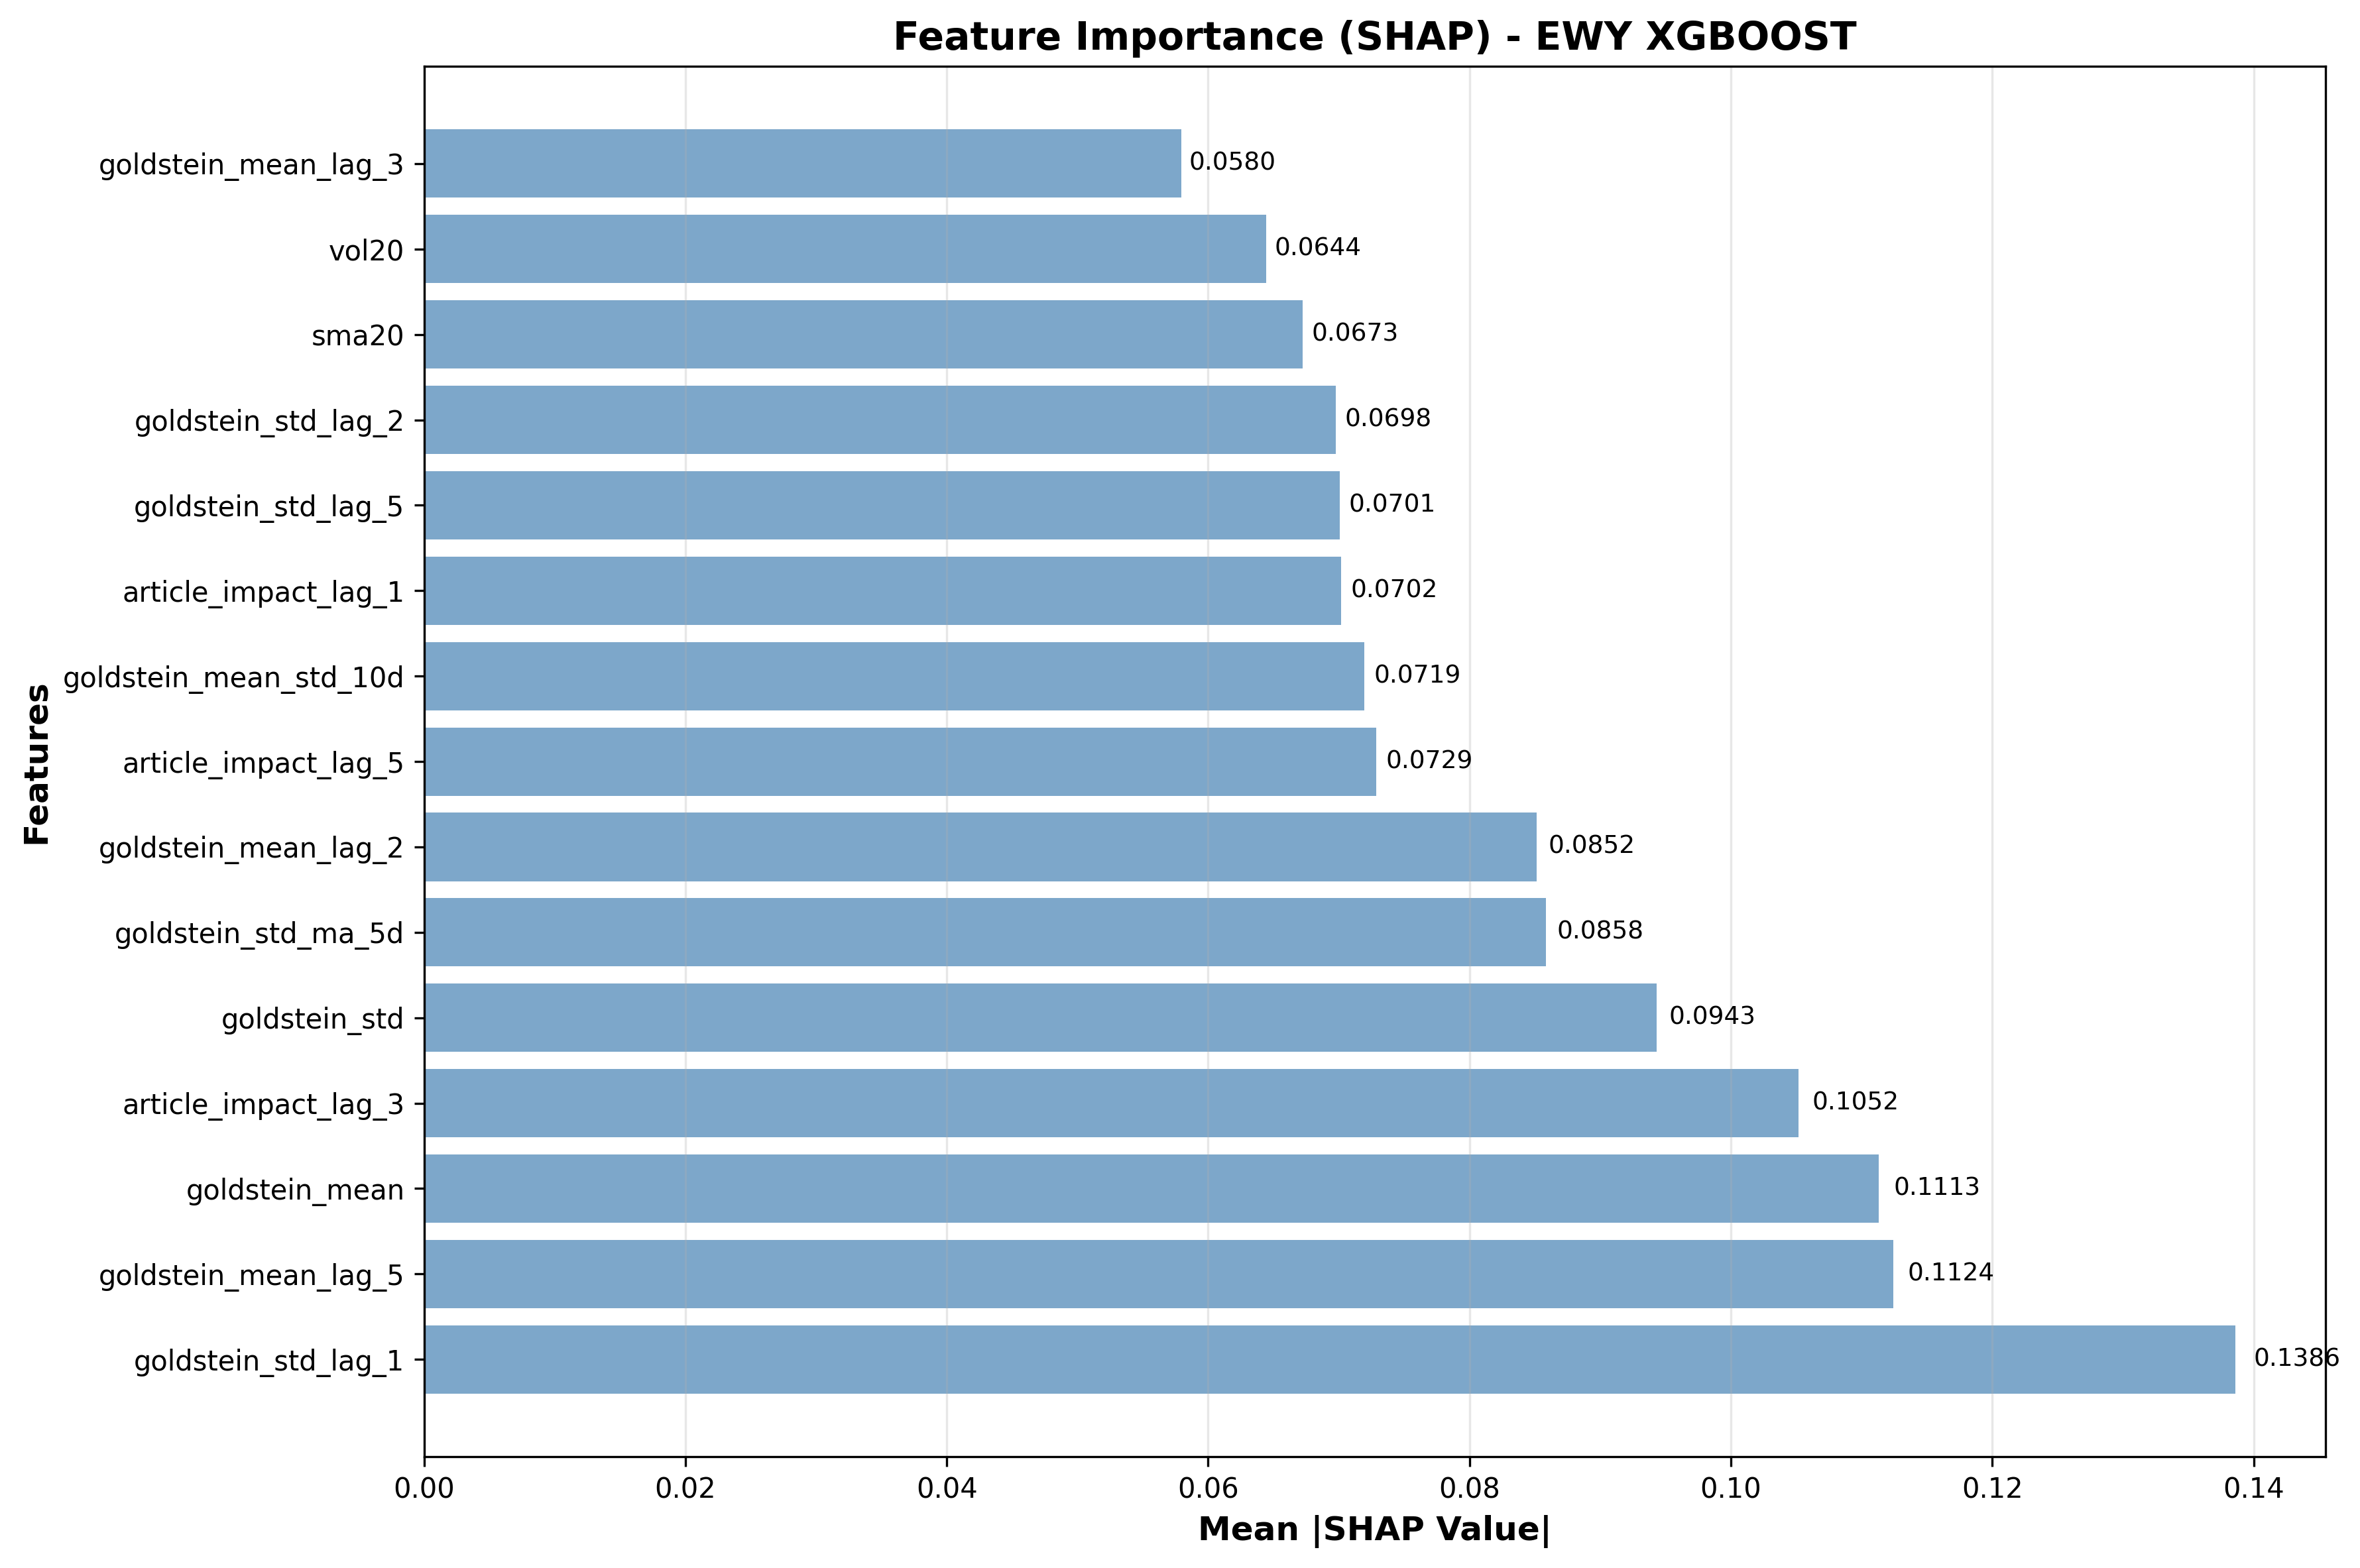 Feature Importance (SHAP) - EWY XGBOOST
Features
goldstein_mean_lag_3 0.0580
vol20 0.0644
sma20 0.0673
goldstein_std_lag_2 0.0698
goldstein_std_lag_5 0.0701
article_impact_lag_1 0.0702
goldstein_mean_std_10d 0.0719
article_impact_lag_5 0.0729
goldstein_mean_lag_2 0.0852
goldstein_std_ma_5d 0.0858
goldstein_std 0.0943
article_impact_lag_3 0.1052
goldstein_mean 0.1113
goldstein_mean_lag_5 0.1124
goldstein_std_lag_1 0.1386
0.00 0.02 0.04 0.06 0.08 0.10 0.12 0.14
Mean |SHAP Value|